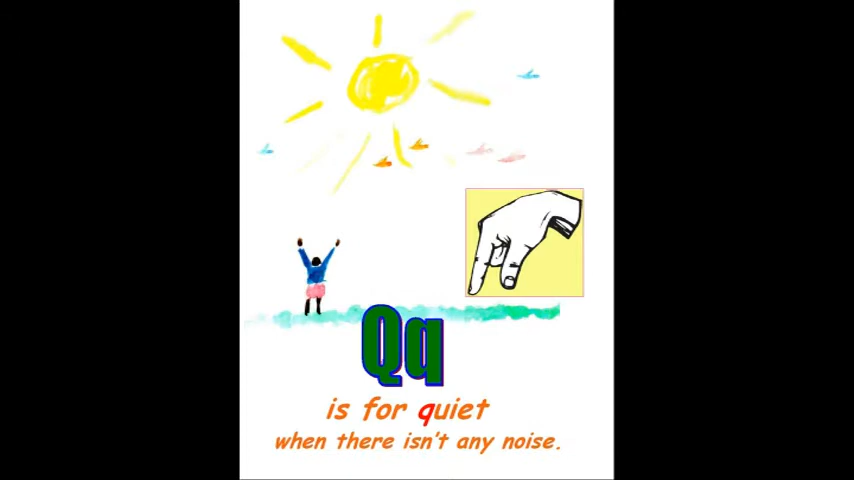 Qq
is for quiet
when there isn't any noise.